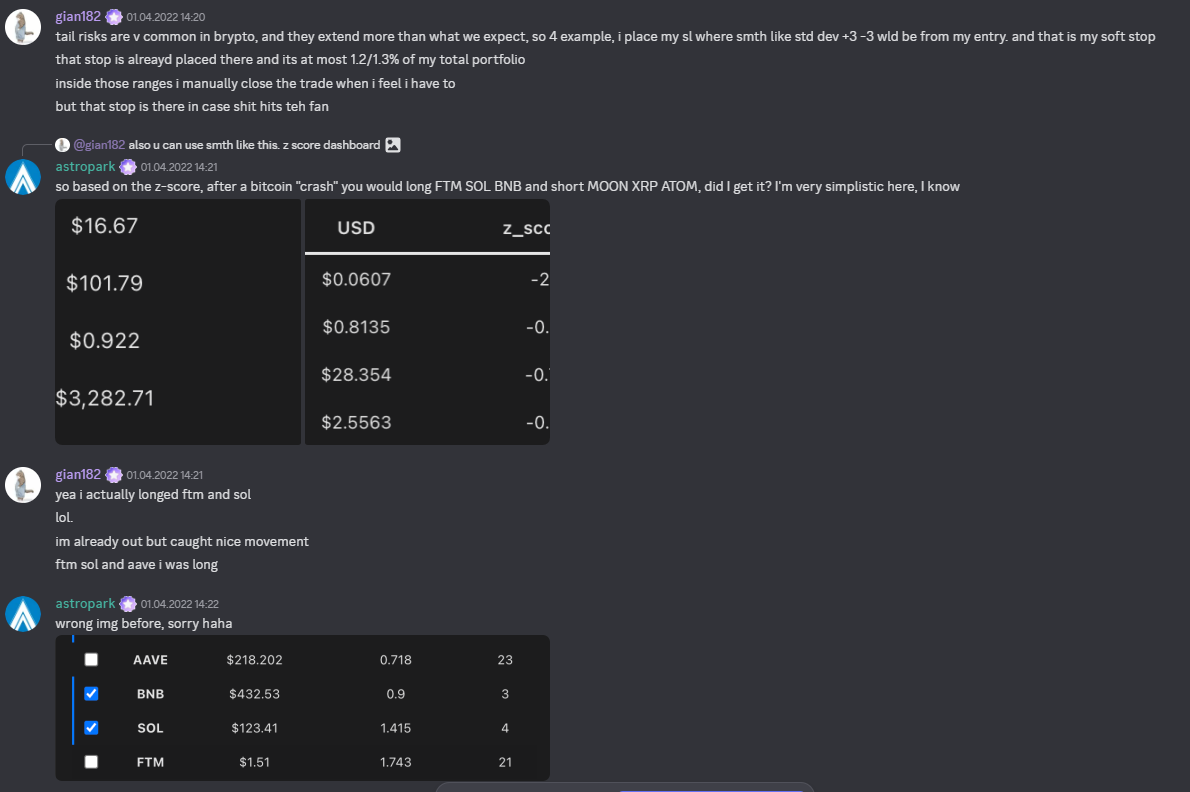 gian182 01.04.2022 14:20
tail risks are v common in brypto, and they extend more than what we expect, so 4 example, i place my sl where smth like std dev +3 -3 wld be from my entry. and that is my soft stop
that stop is alreayd placed there and its at most 1.2/1.3% of my total portfolio
inside those ranges i manually close the trade when i feel i have to
but that stop is there in case shit hits teh fan
@gian182 also u can use smth like this. z score dashboard
astropark 01.04.2022 14:21
so based on the z-score, after a bitcoin "crash" you would long FTM SOL BNB and short MOON XRP ATOM, did I get it? I'm very simplistic here, I know
$16.67
$101.79
$0.922
$3,282.71
USD z_sco
$0.0607 -2
$0.8135 -0.
$28.354 -0.
$2.5563 -0.
gian182 01.04.2022 14:21
yea i actually longed ftm and sol
lol.
im already out but caught nice movement
ftm sol and aave i was long
astropark 01.04.2022 14:22
wrong img before, sorry haha
AAVE $218.202 0.718 23
BNB $432.53 0.9 3
SOL $123.41 1.415 4
FTM $1.51 1.743 21